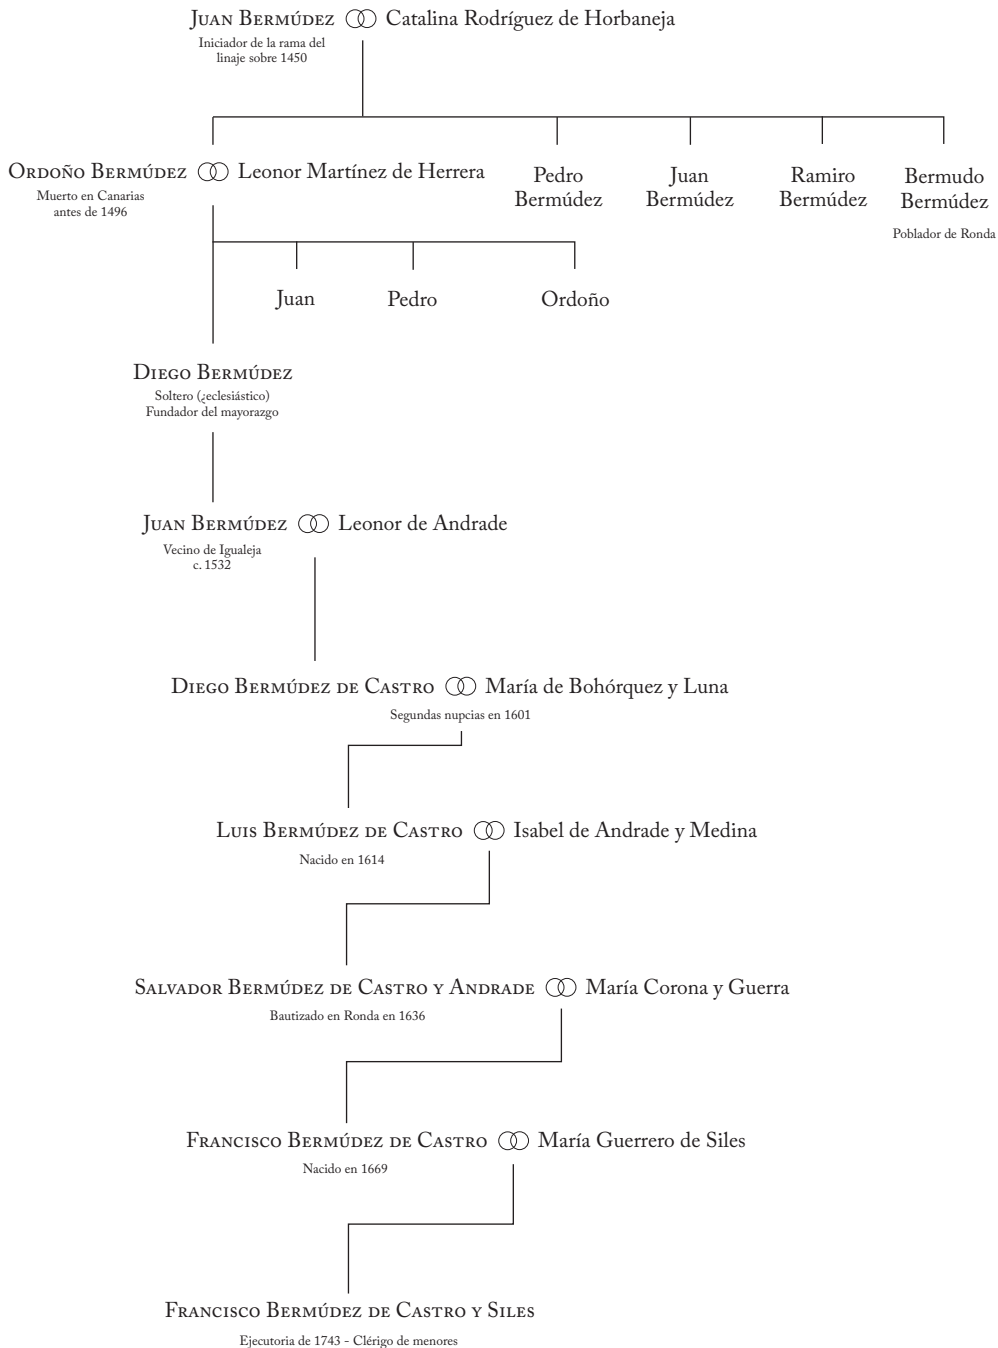 Juan Bermúdez Catalina Rodríguez de Horbaneja
Iniciador de la rama del
linaje sobre 1450
Ordoño Bermúdez Leonor Martínez de Herrera
Muerto en Canarias
antes de 1496
Pedro
Bermúdez
Juan
Bermúdez
Ramiro
Bermúdez
Bermudo
Bermúdez
Poblador de Ronda
Juan
Pedro
Ordoño
Diego Bermúdez
Soltero (¿eclesiástico)
Fundador del mayorazgo
Juan Bermúdez Leonor de Andrade
Vecino de Igualeja
c. 1532
Diego Bermúdez de Castro María de Bohórquez y Luna
Segundas nupcias en 1601
Luis Bermúdez de Castro Isabel de Andrade y Medina
Nacido en 1614
Salvador Bermúdez de Castro y Andrade María Corona y Guerra
Bautizado en Ronda en 1636
Francisco Bermúdez de Castro María Guerrero de Siles
Nacido en 1669
Francisco Bermúdez de Castro y Siles
Ejecutoria de 1743 - Clérigo de menores